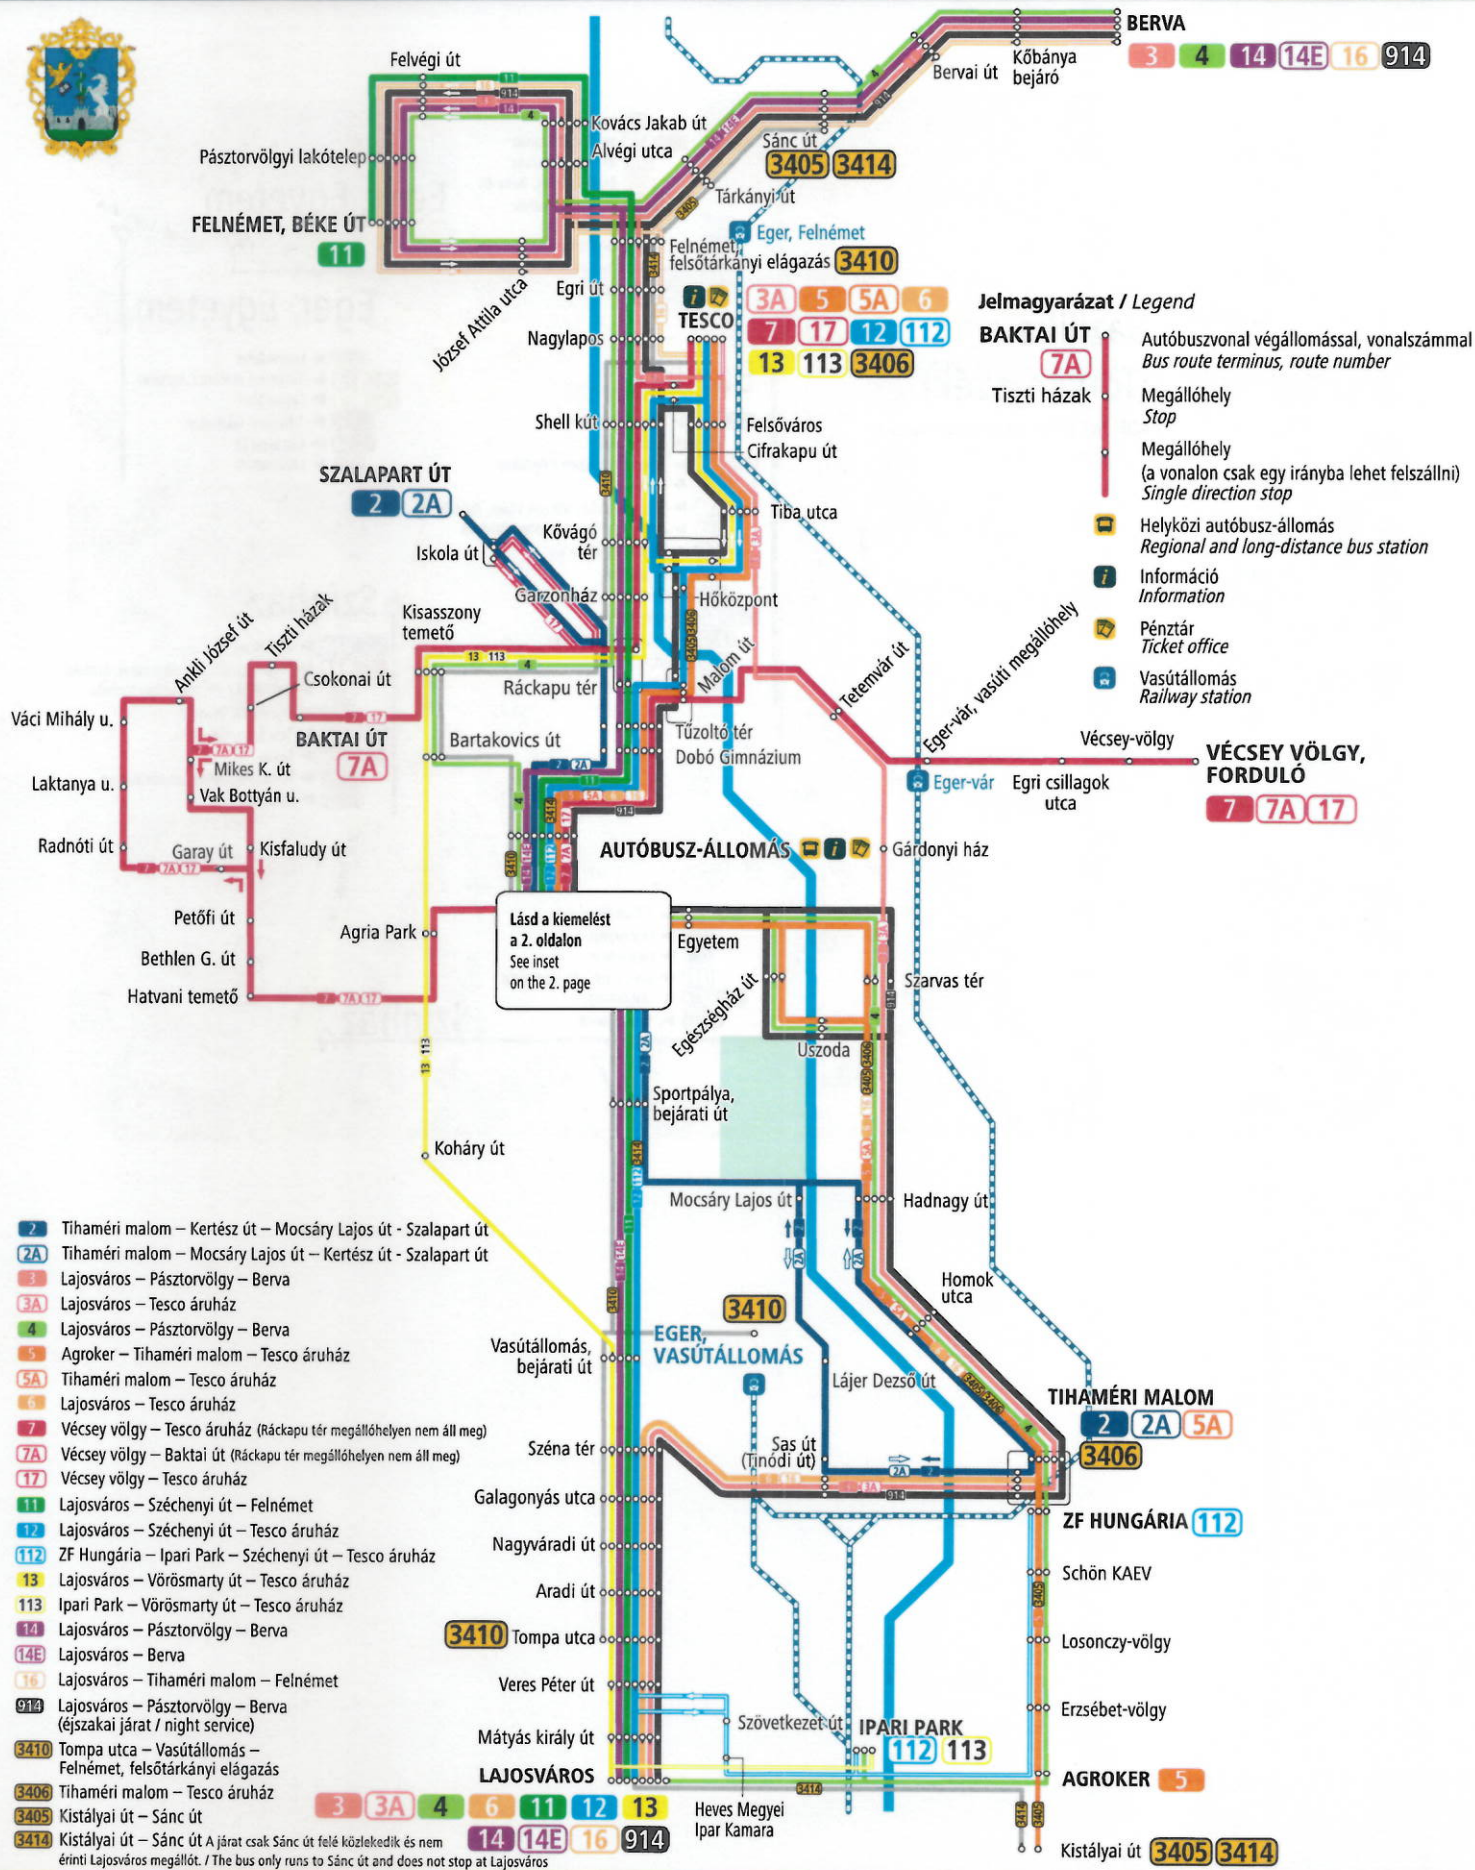 BERVA
3 4 14 14E 16 914
Kőbánya
bejáró
Bervai út
Felvégi út
Kovács Jakab út
Alvégi utca
Pásztorvölgyi lakótelep
FELNÉMET, BÉKE ÚT
11
József Attila utca
Sánc út
3405 3414
Tárkányi út
Eger, Felnémet
Felnémet,
felsőtárkányi elágazás 3410
Egri út
Nagylapos
TESCO
3A 5 5A 6
7 17 12 112
13 113 3406
Jelmagyarázat / Legend
BAKTAI ÚT
7A
Tiszti házak
Autóbuszvonal végállomással, vonalszámmal
Bus route terminus, route number
Megállóhely
Stop
Megállóhely
(a vonalon csak egy irányba lehet felszállni)
Single direction stop
Helyközi autóbusz-állomás
Regional and long-distance bus station
Információ
Information
Pénztár
Ticket office
Vasútállomás
Railway station
Shell kút
Felsőváros
Cifrakapu út
SZALAPART ÚT
2 2A
Iskola út
Kővágó
tér
Tiba utca
Garzonház
Hőközpont
Kisasszony
temető
Ankli József út
Tiszti házak
Csokonai út
Váci Mihály u.
BAKTAI ÚT
7A
Mikes K. út
Vak Bottyán u.
Laktanya u.
Radnóti út
Garay út
Kisfaludy út
Petőfi út
Bethlen G. út
Hatvani temető
Agria Park
Bartakovics út
Ráckapu tér
Malom út
Tűzoltó tér
Dobó Gimnázium
Tetemvár út
Eger-vár, vasúti megállóhely
Eger-vár
Egri csillagok
utca
Vécsey-völgy
VÉCSEY VÖLGY,
FORDULÓ
7 7A 17
AUTÓBUSZ-ÁLLOMÁS
Gárdonyi ház
Lásd a kiemelést
a 2. oldalon
See inset
on the 2. page
Egyetem
Egészségház út
Szarvas tér
Uszoda
Sportpálya,
bejárati út
Koháry út
Mocsáry Lajos út
Hadnagy út
Homok
utca
3410
EGER,
VASÚTÁLLOMÁS
Vasútállomás,
bejárati út
Lájer Dezső út
TIHAMÉRI MALOM
2 2A 5A
3406
Széna tér
Sas út
(Tinódi út)
Galagonyás utca
ZF HUNGÁRIA 112
Nagyváradi út
Schön KAEV
Aradi út
3410 Tompa utca
Losonczy-völgy
Veres Péter út
Erzsébet-völgy
Szövetkezet út
IPARI PARK
112 113
Mátyás király út
LAJOSVÁROS
3 3A 4 6 11 12 13
14 14E 16 914
AGROKER 5
Heves Megyei
Ipar Kamara
3414
Kistályai út 3405 3414
2 Tihaméri malom – Kertész út – Mocsáry Lajos út - Szalapart út
2A Tihaméri malom – Mocsáry Lajos út – Kertész út - Szalapart út
3 Lajosváros – Pásztorvölgy – Berva
3A Lajosváros – Tesco áruház
4 Lajosváros – Pásztorvölgy – Berva
5 Agroker – Tihaméri malom – Tesco áruház
5A Tihaméri malom – Tesco áruház
6 Lajosváros – Tesco áruház
7 Vécsey völgy – Tesco áruház (Ráckapu tér megállóhelyen nem áll meg)
7A Vécsey völgy – Baktai út (Ráckapu tér megállóhelyen nem áll meg)
17 Vécsey völgy – Tesco áruház
11 Lajosváros – Széchenyi út – Felnémet
12 Lajosváros – Széchenyi út – Tesco áruház
112 ZF Hungária – Ipari Park – Széchenyi út – Tesco áruház
13 Lajosváros – Vörösmarty út – Tesco áruház
113 Ipari Park – Vörösmarty út – Tesco áruház
14 Lajosváros – Pásztorvölgy – Berva
14E Lajosváros – Berva
16 Lajosváros – Tihaméri malom – Felnémet
914 Lajosváros – Pásztorvölgy – Berva
(éjszakai járat / night service)
3410 Tompa utca – Vasútállomás –
Felnémet, felsőtárkányi elágazás
3406 Tihaméri malom – Tesco áruház
3405 Kistályai út – Sánc út
3414 Kistályai út – Sánc út A járat csak Sánc út felé közlekedik és nem
érinti Lajosváros megállót. / The bus only runs to Sánc út and does not stop at Lajosváros